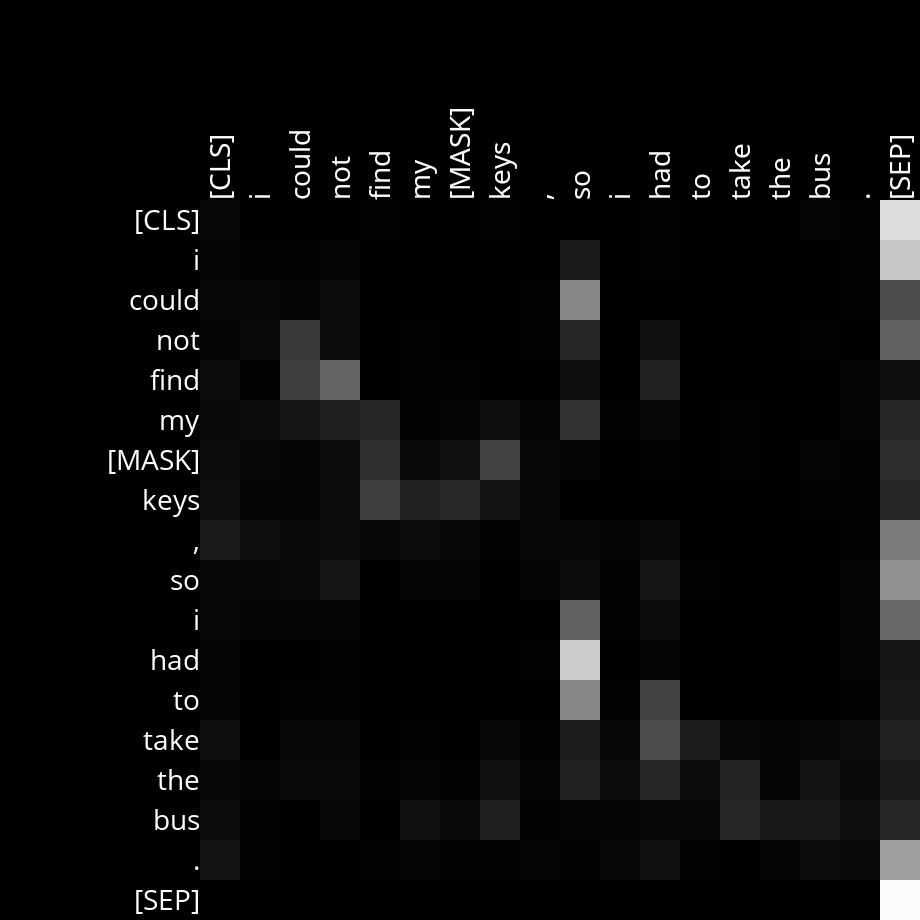 [CLS] i could not find my [MASK] keys , so i had to take the bus . [SEP]
[CLS]
i
could
not
find
my
[MASK]
keys
,
so
i
had
to
take
the
bus
.
[SEP]